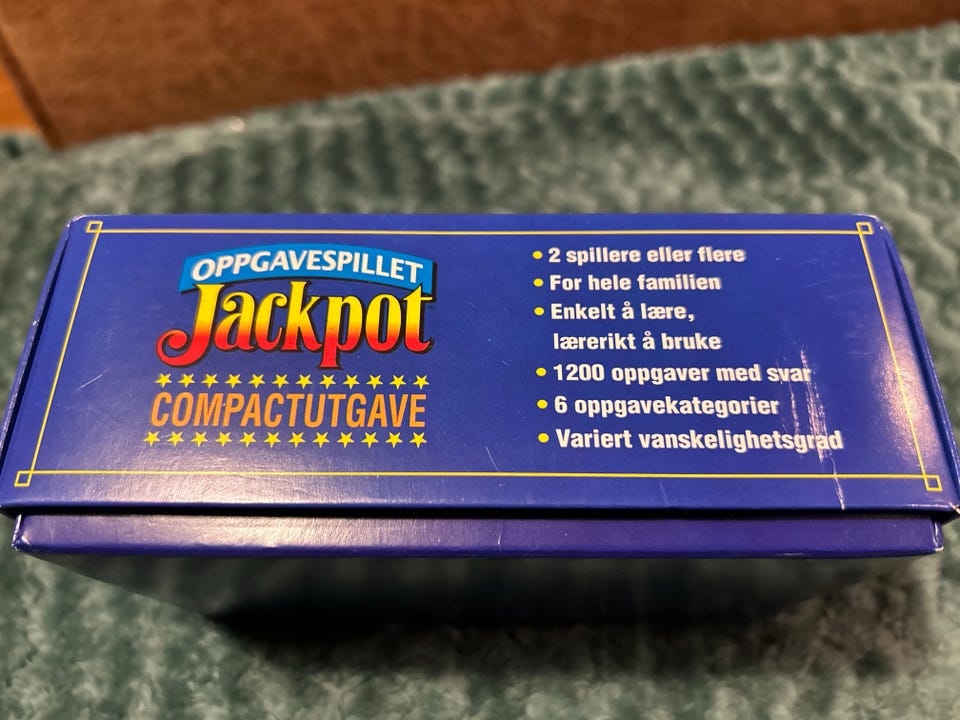 OPPGAVESPILLET
Jackpot
COMPACTUTGAVE
• 2 spillere eller flere
• For hele familien
• Enkelt å lære,
lærerikt å bruke
• 1200 oppgaver med svar
• 6 oppgavekategorier
• Variert vanskelighetsgrad